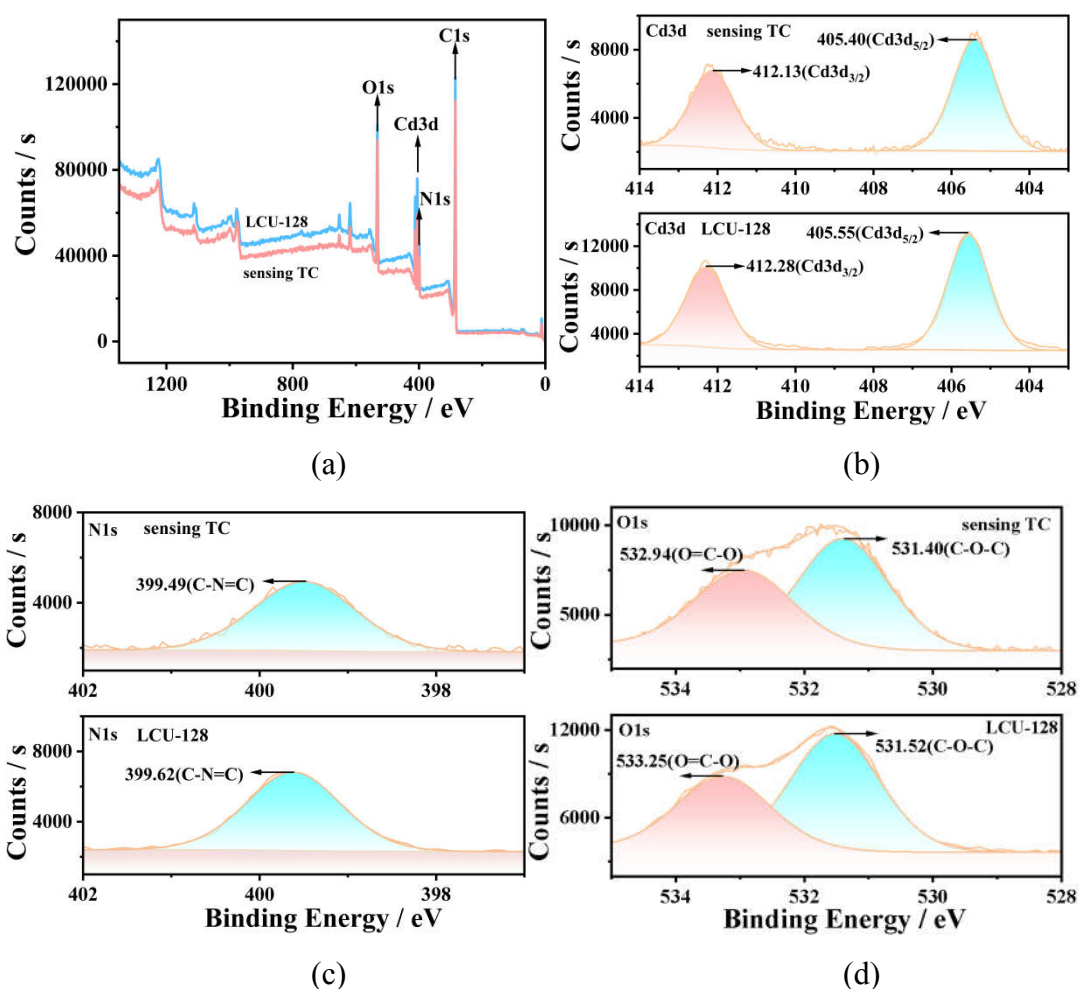 C1s
O1s
Cd3d
N1s
LCU-128
sensing TC
120000
80000
40000
0
Counts / s
1200
800
400
0
Binding Energy / eV
(a)
Cd3d sensing TC
405.40(Cd3d5/2)
412.13(Cd3d3/2)
8000
4000
414
412
410
408
406
404
Cd3d LCU-128
405.55(Cd3d5/2)
412.28(Cd3d3/2)
12000
8000
4000
Counts / s
414
412
410
408
406
404
Binding Energy / eV
(b)
N1s sensing TC
399.49(C-N=C)
8000
4000
Counts / s
402
400
398
N1s LCU-128
399.62(C-N=C)
8000
4000
Counts / s
402
400
398
Binding Energy / eV
(c)
O1s
sensing TC
532.94(O=C-O)
531.40(C-O-C)
10000
5000
Counts / s
534
532
530
528
O1s
LCU-128
533.25(O=C-O)
531.52(C-O-C)
12000
8000
Counts / s
534
532
530
528
Binding Energy / eV
(d)